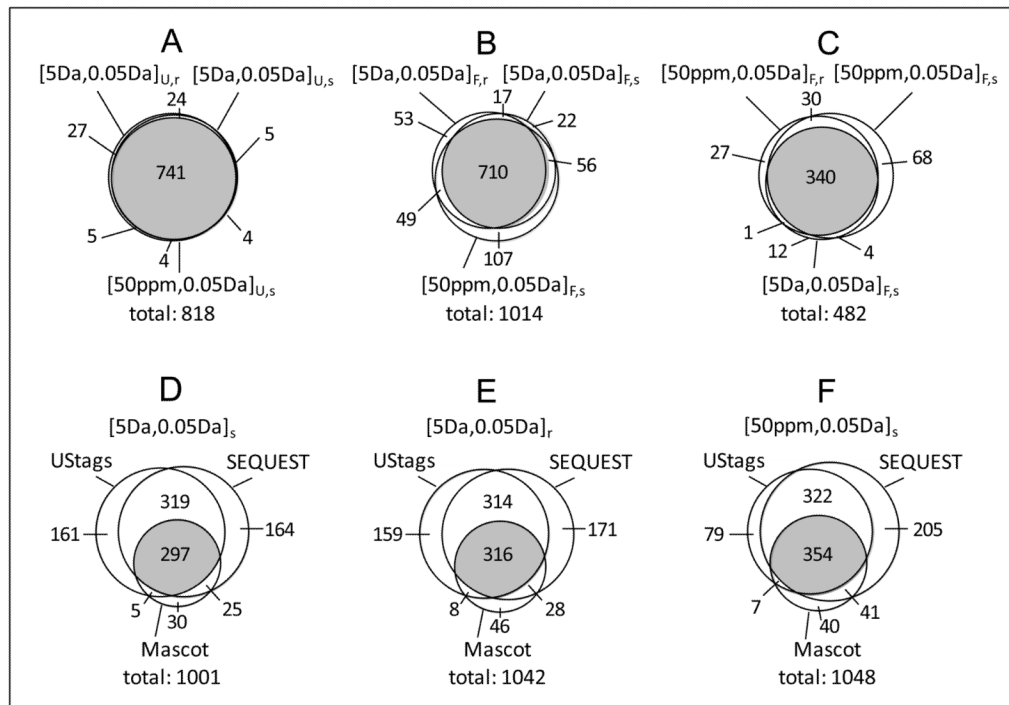 A
B
C
[5Da,0.05Da]U,r [5Da,0.05Da]U,s
[5Da,0.05Da]F,r [5Da,0.05Da]F,s
[50ppm,0.05Da]F,r [50ppm,0.05Da]F,s
24
27
5
741
5
4
4
[50ppm,0.05Da]U,s
total: 818
17
53
22
56
710
49
107
[50ppm,0.05Da]F,s
total: 1014
30
27
68
340
1
12
4
[5Da,0.05Da]F,s
total: 482
D
E
F
[5Da,0.05Da]s
UStags
SEQUEST
319
161
164
297
5
30
25
Mascot
total: 1001
[5Da,0.05Da]r
UStags
SEQUEST
314
159
171
316
8
46
28
Mascot
total: 1042
[50ppm,0.05Da]s
UStags
SEQUEST
322
79
205
354
7
40
41
Mascot
total: 1048